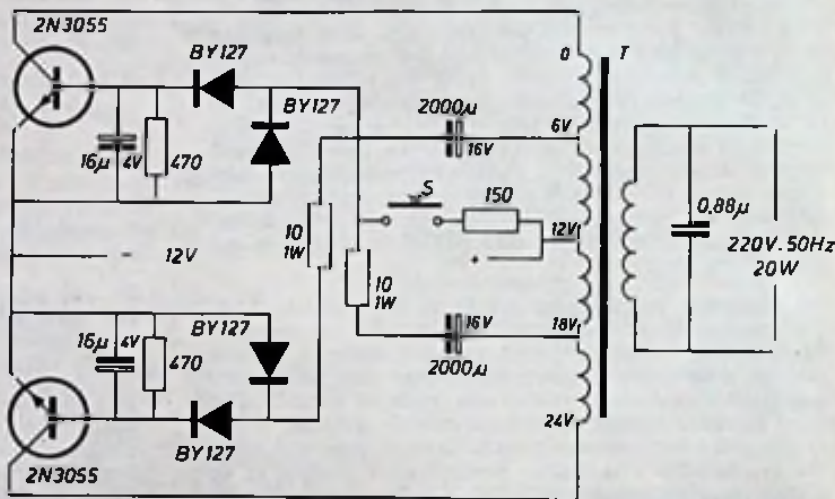 2N3055
BY127
BY127
16µ 4V
470
2000µ
16V
0
T
6V
S
150
10
1W
12V
+
0,88µ
220V.50Hz
20W
- 12V
10
1W
BY127
16µ 4V
470
16V
18V
2000µ
BY127
24V
2N3055